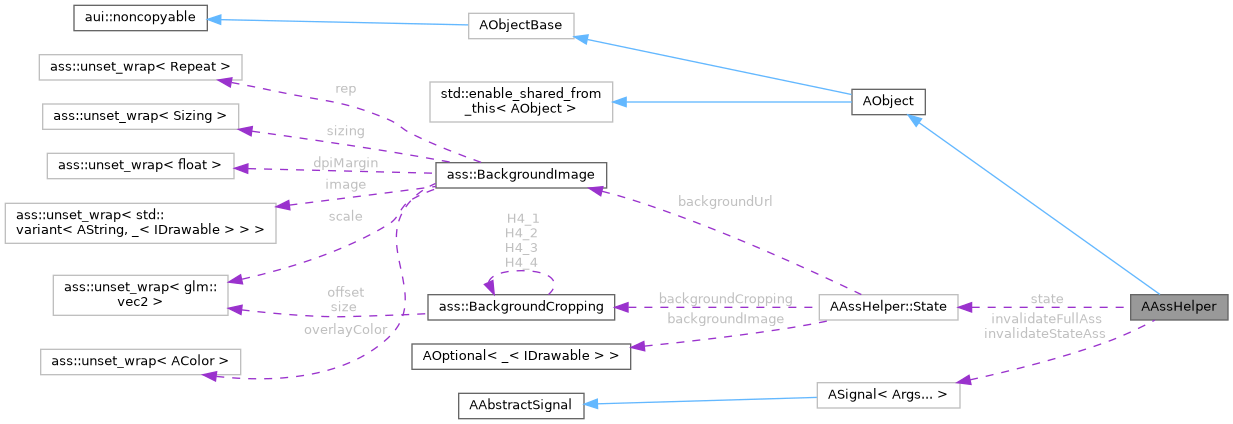 aui::noncopyable
AObjectBase
ass::unset_wrap< Repeat >
rep
std::enable_shared_from
_this< AObject >
AObject
ass::unset_wrap< Sizing >
sizing
ass::unset_wrap< float >
dpiMargin
ass::BackgroundImage
image
ass::unset_wrap< std::
variant< AString, _< IDrawable > > >
scale
backgroundUrl
H4_1
H4_2
H4_3
H4_4
ass::unset_wrap< glm::
vec2 >
offset
size
ass::BackgroundCropping
backgroundCropping
AAssHelper::State
state
AAssHelper
overlayColor
backgroundImage
invalidateFullAss
invalidateStateAss
ass::unset_wrap< AColor >
AOptional< _< IDrawable > >
ASignal< Args... >
AAbstractSignal